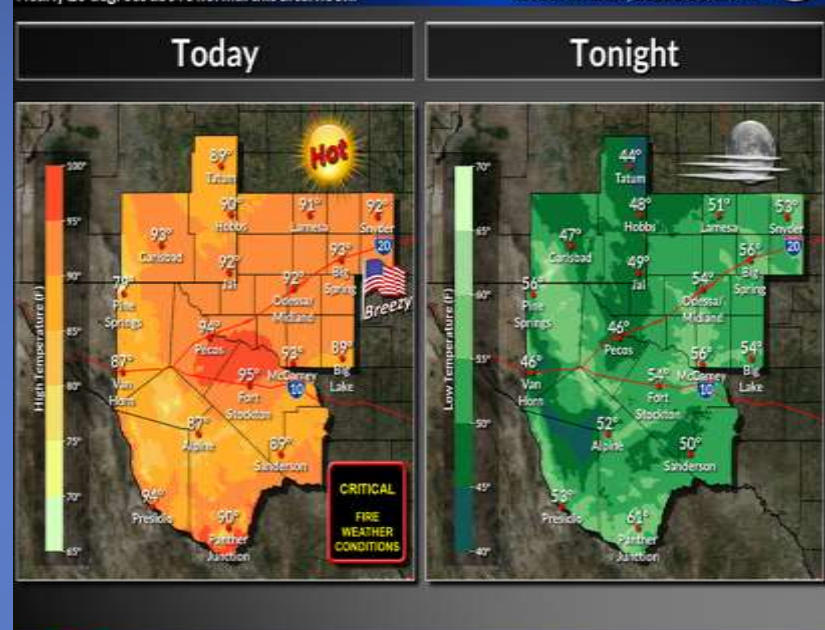 Today
Tonight
High Temperature (F)
100°
95°
90°
85°
80°
75°
70°
65°
Hot
89°
Tatum
90°
Hobbs
91°
Lamesa
92°
Snyder
93°
Carlsbad
92°
Jal
92°
Odessa/
Midland
93°
Big
Spring
20
Breezy
79°
Pine
Springs
94°
Pecos
87°
Van
Horn
95°
Fort
Stockton
93°
McCamey
10
89°
Big
Lake
87°
Alpine
89°
Sanderson
94°
Presidio
90°
Panther
Junction
CRITICAL
FIRE
WEATHER
CONDITIONS
Low Temperature (F)
70°
65°
60°
55°
50°
45°
40°
44°
Tatum
48°
Hobbs
51°
Lamesa
53°
Snyder
47°
Carlsbad
49°
Jal
54°
Odessa/
Midland
56°
Big
Spring
20
56°
Pine
Springs
46°
Pecos
46°
Van
Horn
54°
Fort
Stockton
56°
McCamey
10
54°
Big
Lake
52°
Alpine
50°
Sanderson
53°
Presidio
61°
Panther
Junction